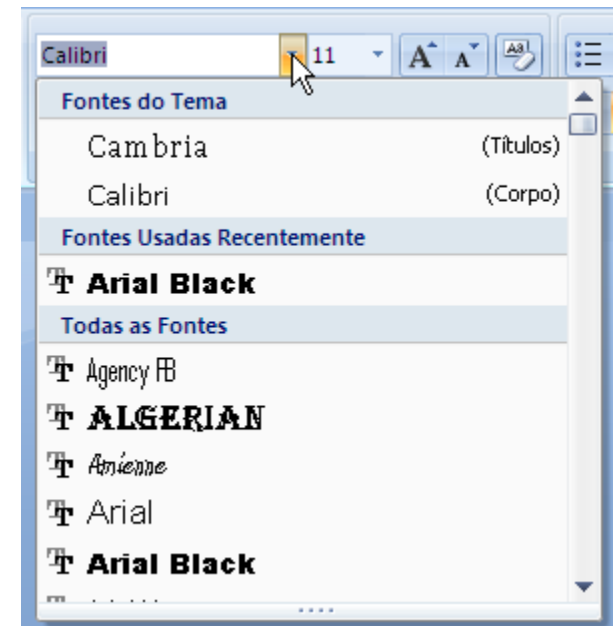 Calibri 11 A A Aa
Fontes do Tema
Cambria (Títulos)
Calibri (Corpo)
Fontes Usadas Recentemente
Arial Black
Todas as Fontes
Agency FB
ALGERIAN
Amienne
Arial
Arial Black